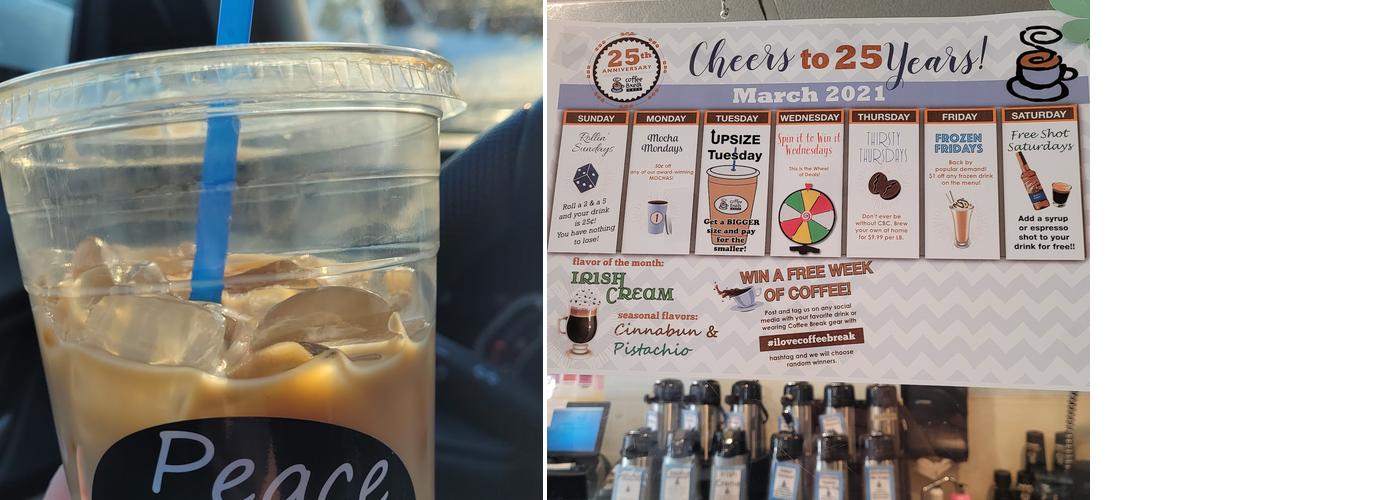 Peace
25th
ANNIVERSARY
coffee
break
Cheers to 25 Years!
March 2021
SUNDAY
Rollin'
Sundays
Roll a 2 & a 5
and your drink
is 25¢!
You have nothing
to lose!
MONDAY
Mocha
Mondays
50¢ off
any of our award-winning
MOCHAS!
TUESDAY
UPSIZE
Tuesday
coffee
break
Get a BIGGER
size and pay
for the
smaller!
WEDNESDAY
Spin it to Win it
Wednesdays
This is the Wheel
of Deals!
THURSDAY
THIRSTY
THURSDAYS
Don't ever be
without CBC. Brew
your own at home
for $9.99 per LB.
FRIDAY
FROZEN
FRIDAYS
Back by
popular demand!
$1 off any frozen drink
on the menu!
SATURDAY
Free Shot
Saturdays
Add a syrup
or espresso
shot to your
drink for free!!
flavor of the month:
IRISH
CREAM
seasonal flavors:
Cinnabun &
Pistachio
WIN A FREE WEEK
OF COFFEE!
Post and tag us on any social
media with your favorite drink or
wearing Coffee Break gear with
#ilovecoffeebreak
hashtag and we will choose
random winners.